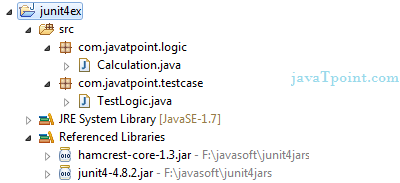 junit4ex
src
com.javatpoint.logic
Calculation.java
com.javatpoint.testcase
javaTpoint.com
TestLogic.java
JRE System Library [JavaSE-1.7]
Referenced Libraries
hamcrest-core-1.3.jar - F:\javasoft\junit4jars
junit4-4.8.2.jar - F:\javasoft\junit4jars